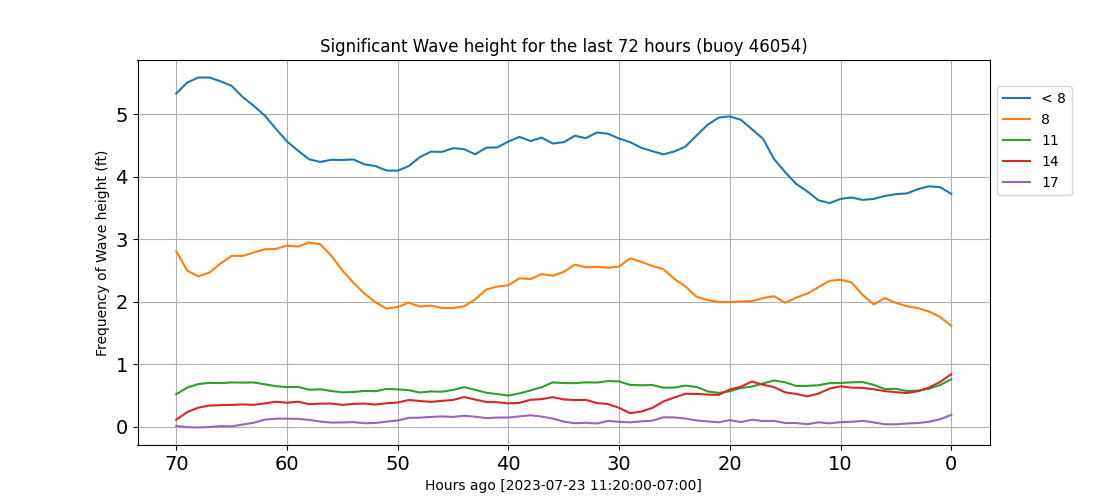 Significant Wave height for the last 72 hours (buoy 46054)
Frequency of Wave height (ft)
5
4
3
2
1
0
70 60 50 40 30 20 10 0
Hours ago [2023-07-23 11:20:00-07:00]
< 8
8
11
14
17